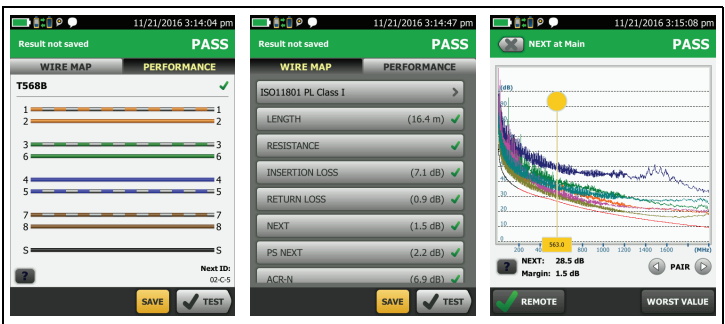 11/21/2016 3:14:04 pm
Result not saved
PASS
WIRE MAP
PERFORMANCE
T568B
1 1
2 2
3 3
6 6
4 4
5 5
7 7
8 8
S S
?
Next ID:
02-C-5
SAVE
TEST
11/21/2016 3:14:47 pm
Result not saved
PASS
WIRE MAP
PERFORMANCE
ISO11801 PL Class I
LENGTH (16.4 m)
RESISTANCE
INSERTION LOSS (7.1 dB)
RETURN LOSS (0.9 dB)
NEXT (1.5 dB)
PS NEXT (2.2 dB)
ACR-N (6.9 dB)
SAVE
TEST
11/21/2016 3:15:08 pm
NEXT at Main
PASS
(dB)
40
30
20
10
0
200 563.0 800 1000 1200 1400 1600 (MHz)
?
NEXT: 28.5 dB
Margin: 1.5 dB
PAIR
REMOTE
WORST VALUE